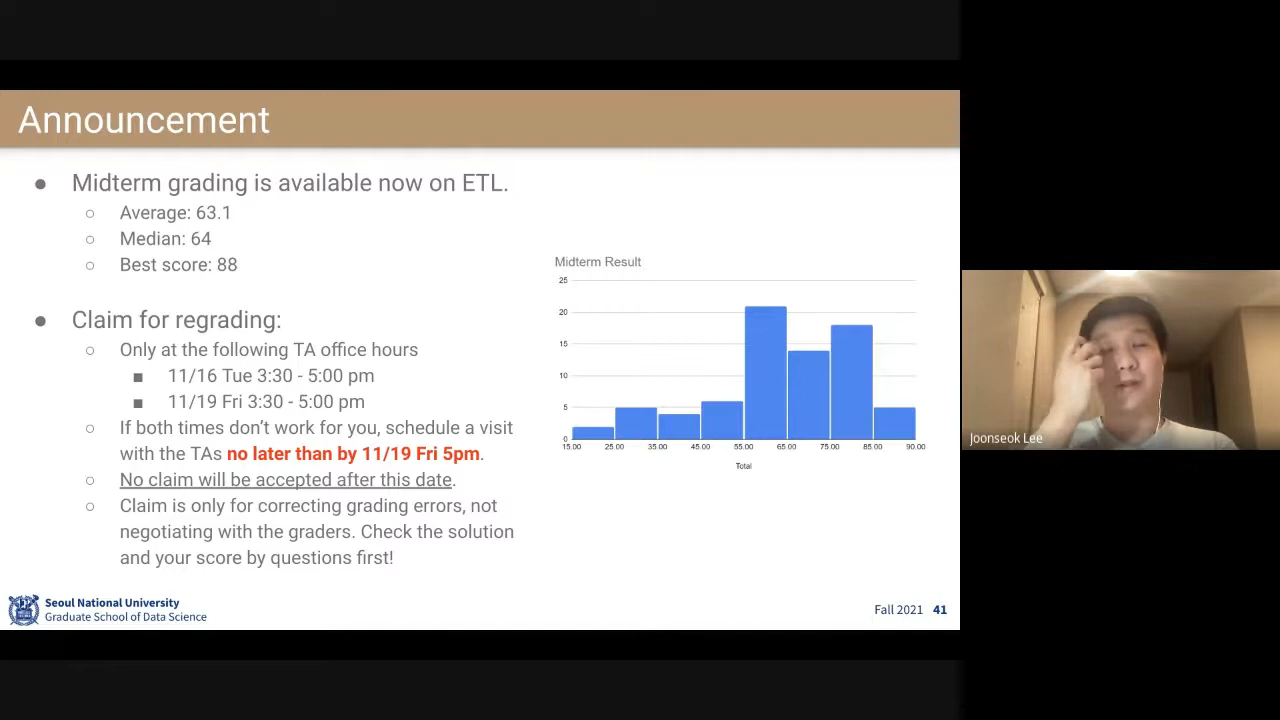 Announcement
● Midterm grading is available now on ETL.
○ Average: 63.1
○ Median: 64
○ Best score: 88
● Claim for regrading:
○ Only at the following TA office hours
■ 11/16 Tue 3:30 - 5:00 pm
■ 11/19 Fri 3:30 - 5:00 pm
○ If both times don’t work for you, schedule a visit
with the TAs no later than by 11/19 Fri 5pm.
○ No claim will be accepted after this date.
○ Claim is only for correcting grading errors, not
negotiating with the graders. Check the solution
and your score by questions first!
Midterm Result
25
20
15
10
5
0
15.00 25.00 35.00 45.00 55.00 65.00 75.00 85.00 90.00
Total
Joonseok Lee
Seoul National University
Graduate School of Data Science
Fall 2021 41